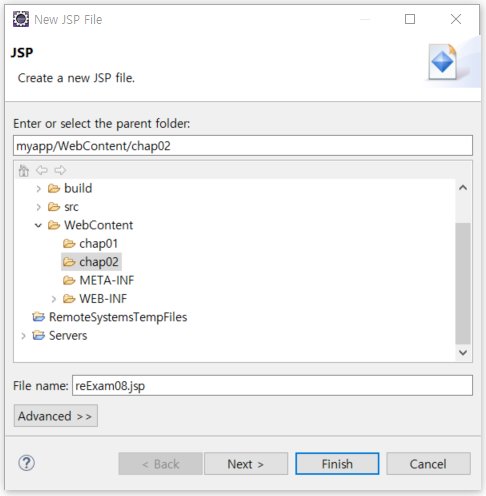 New JSP File
JSP
Create a new JSP file.
Enter or select the parent folder:
myapp/WebContent/chap02
build
src
WebContent
chap01
chap02
META-INF
WEB-INF
RemoteSystemsTempFiles
Servers
File name: reExam08.jsp
Advanced >>
< Back Next > Finish Cancel